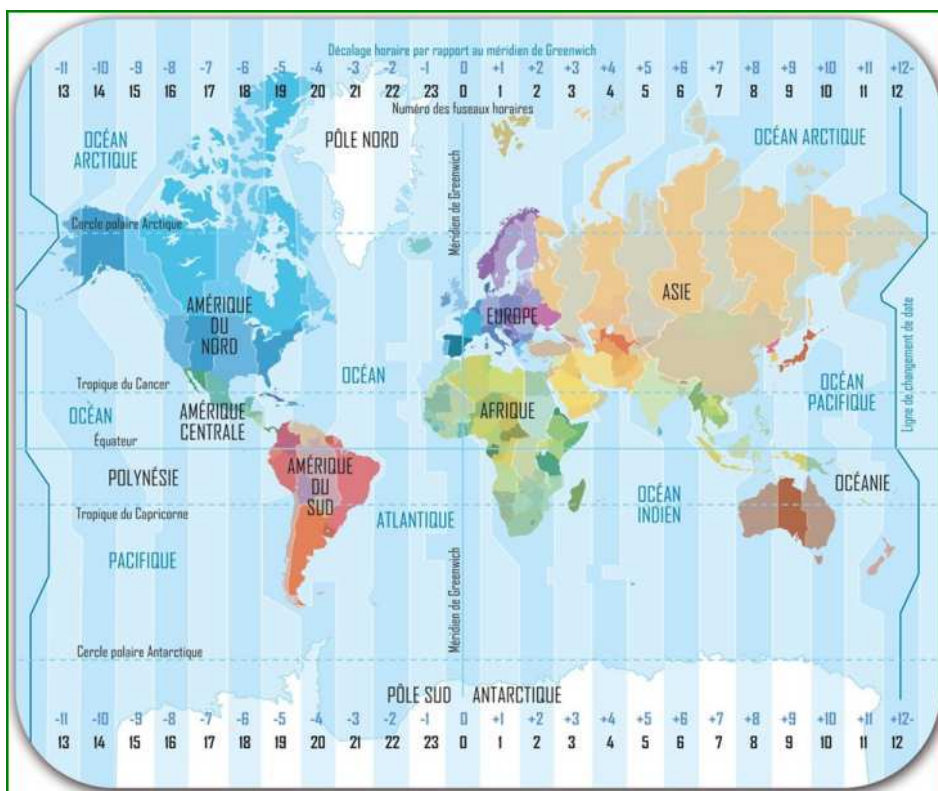 Décalage horaire par rapport au méridien de Greenwich
-11 -10 -9 -8 -7 -6 -5 -4 -3 -2 -1 0 +1 +2 +3 +4 +5 +6 +7 +8 +9 +10 +11 +12-
13 14 15 16 17 18 19 20 21 22 23 0 1 2 3 4 5 6 7 8 9 10 11 12
Numéro des fuseaux horaires
OCÉAN
ARCTIQUE
PÔLE NORD
OCÉAN ARCTIQUE
Méridien de Greenwich
Cercle polaire Arctique
AMÉRIQUE
DU
NORD
EUROPE
ASIE
Ligne de changement de date
Tropique du Cancer
OCÉAN
OCÉAN
PACIFIQUE
OCÉAN
AMÉRIQUE
CENTRALE
AFRIQUE
Équateur
POLYNÉSIE
AMÉRIQUE
DU
SUD
OCÉAN
INDIEN
OCÉANIE
Tropique du Capricorne
ATLANTIQUE
PACIFIQUE
Méridien de Greenwich
Cercle polaire Antarctique
PÔLE SUD ANTARCTIQUE
-11 -10 -9 -8 -7 -6 -5 -4 -3 -2 -1 0 +1 +2 +3 +4 +5 +6 +7 +8 +9 +10 +11 +12-
13 14 15 16 17 18 19 20 21 22 23 0 1 2 3 4 5 6 7 8 9 10 11 12